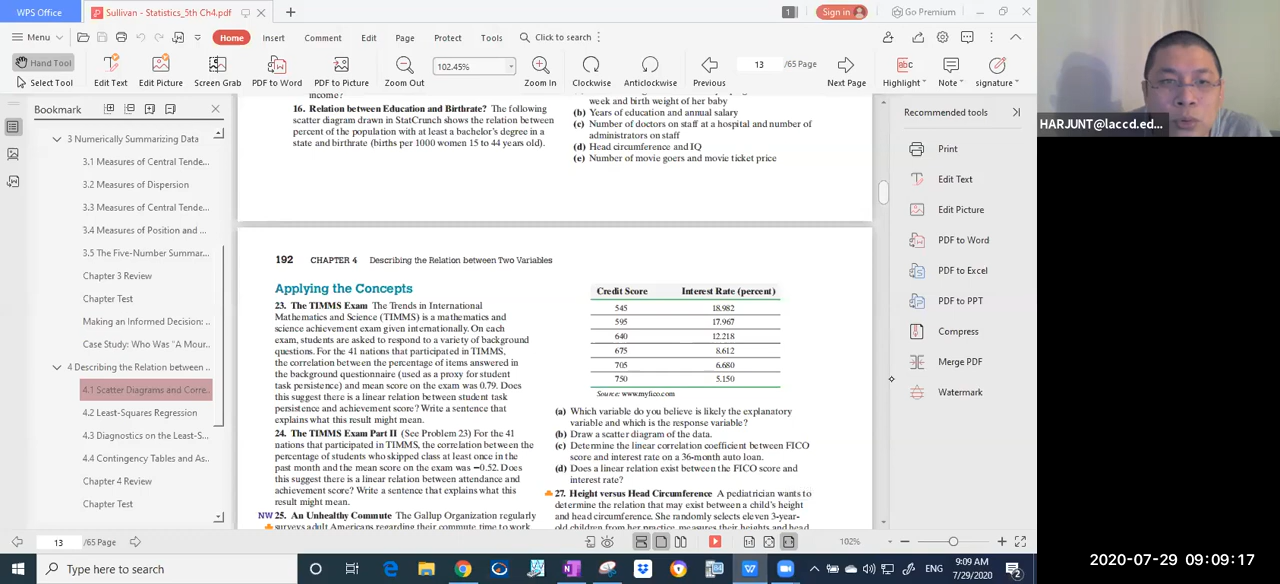 WPS Office
Sullivan - Statistics_5th Ch4.pdf
1
Sign in
Go Premium
Menu
Home
Insert
Comment
Edit
Page
Protect
Tools
Click to search
Hand Tool
Select Tool
Edit Text
Edit Picture
Screen Grab
PDF to Word
PDF to Picture
Zoom Out
102.45%
Zoom In
Clockwise
Anticlockwise
Previous
13
/65 Page
Next Page
Highlight
Note
signature
Bookmark
3 Numerically Summarizing Data
3.1 Measures of Central Tende...
3.2 Measures of Dispersion
3.3 Measures of Central Tende...
3.4 Measures of Position and ...
3.5 The Five-Number Summar...
Chapter 3 Review
Chapter Test
Making an Informed Decision: ...
Case Study: Who Was "A Mour...
4 Describing the Relation between ...
4.1 Scatter Diagrams and Corre...
4.2 Least-Squares Regression
4.3 Diagnostics on the Least-S...
4.4 Contingency Tables and As...
Chapter 4 Review
Chapter Test
income?
16. Relation between Education and Birthrate? The following
scatter diagram drawn in StatCrunch shows the relation between
percent of the population with at least a bachelor's degree in a
state and birthrate (births per 1000 women 15 to 44 years old).
week and birth weight of her baby
(b) Years of education and annual salary
(c) Number of doctors on staff at a hospital and number of
administrators on staff
(d) Head circumference and IQ
(e) Number of movie goers and movie ticket price
192 CHAPTER 4 Describing the Relation between Two Variables
Applying the Concepts
23. The TIMMS Exam The Trends in International
Mathematics and Science (TIMMS) is a mathematics and
science achievement exam given internationally. On each
exam, students are asked to respond to a variety of background
questions. For the 41 nations that participated in TIMMS,
the correlation between the percentage of items answered in
the background questionnaire (used as a proxy for student
task persistence) and mean score on the exam was 0.79. Does
this suggest there is a linear relation between student task
persistence and achievement score? Write a sentence that
explains what this result might mean.
24. The TIMMS Exam Part II (See Problem 23) For the 41
nations that participated in TIMMS, the correlation between the
percentage of students who skipped class at least once in the
past month and the mean score on the exam was −0.52. Does
this suggest there is a linear relation between attendance and
achievement score? Write a sentence that explains what this
result might mean.
NW 25. An Unhealthy Commute The Gallup Organization regularly
surveys adult Americans regarding their commute time to work.
Credit Score Interest Rate (percent)
545 18.982
595 17.967
640 12.218
675 8.612
705 6.680
750 5.150
Source: www.myfico.com
(a) Which variable do you believe is likely the explanatory
variable and which is the response variable?
(b) Draw a scatter diagram of the data.
(c) Determine the linear correlation coefficient between FICO
score and interest rate on a 36-month auto loan.
(d) Does a linear relation exist between the FICO score and
interest rate?
27. Height versus Head Circumference A pediatrician wants to
determine the relation that may exist between a child's height
and head circumference. She randomly selects eleven 3-year-
old children from her practice, measures their heights and head
Recommended tools
Print
Edit Text
Edit Picture
PDF to Word
PDF to Excel
PDF to PPT
Compress
Merge PDF
Watermark
HARJUNT@laccd.ed...
13
/65 Page
102%
Type here to search
ENG
9:09 AM
7/29/2020
2
2020-07-29 09:09:17